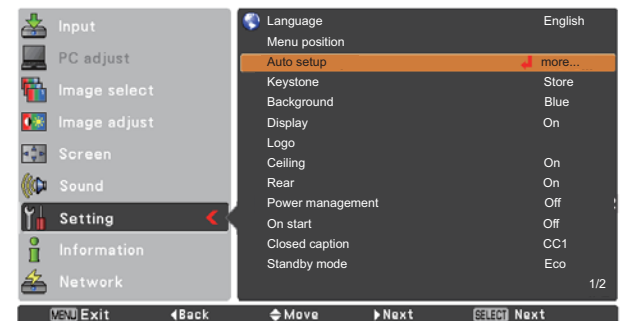 Input
PC adjust
Image select
Image adjust
Screen
Sound
Setting
Information
Network
Language English
Menu position
Auto setup more...
Keystone Store
Background Blue
Display On
Logo
Ceiling On
Rear On
Power management Off
On start Off
Closed caption CC1
Standby mode Eco
1/2
MENU Exit Back Move Next SELECT Next